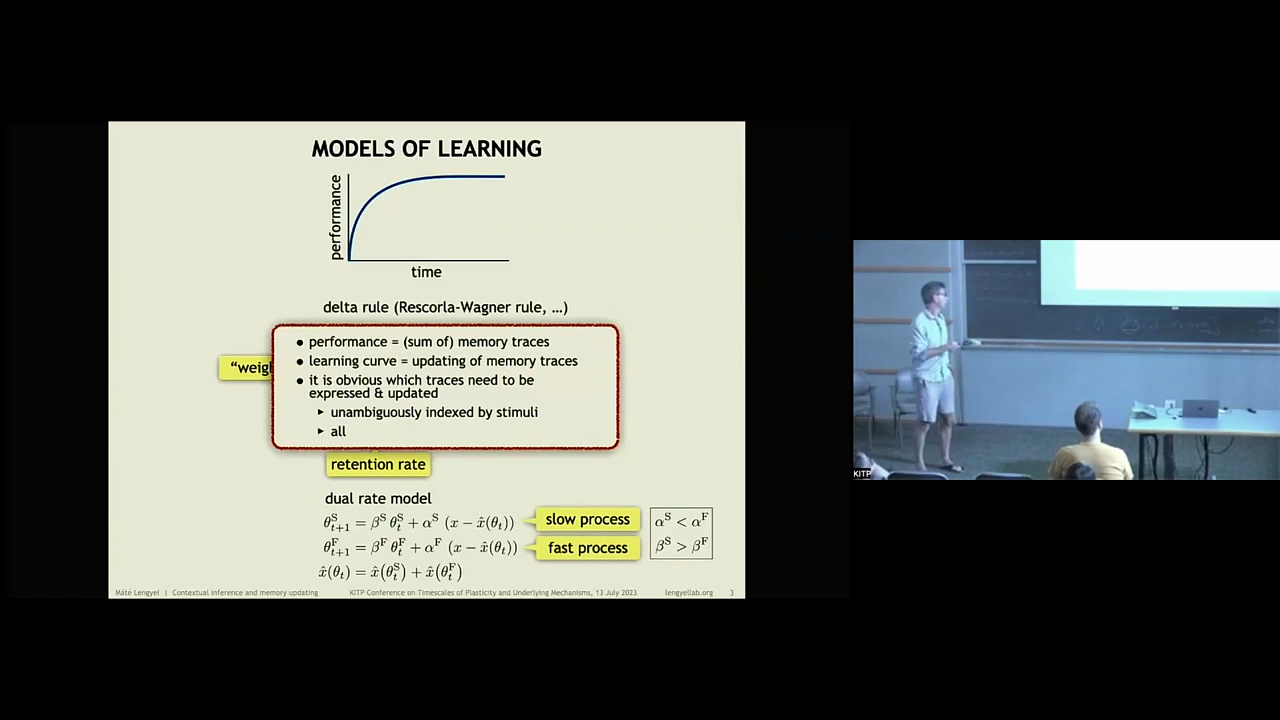 MODELS OF LEARNING
performance
time
delta rule (Rescorla-Wagner rule, …)
• performance = (sum of) memory traces
• learning curve = updating of memory traces
• it is obvious which traces need to be
expressed & updated
‣ unambiguously indexed by stimuli
‣ all
“weigh
retention rate
dual rate model
θ^S_{t+1} = β^S θ^S_t + α^S (x − x̂(θ_t))
slow process
α^S < α^F
θ^F_{t+1} = β^F θ^F_t + α^F (x − x̂(θ_t))
fast process
β^S > β^F
x̂(θ_t) = x̂(θ^S_t) + x̂(θ^F_t)
Máté Lengyel | Contextual inference and memory updating KITP Conference on Timescales of Plasticity and Underlying Mechanisms, 13 July 2023 lengyellab.org 3
KITP